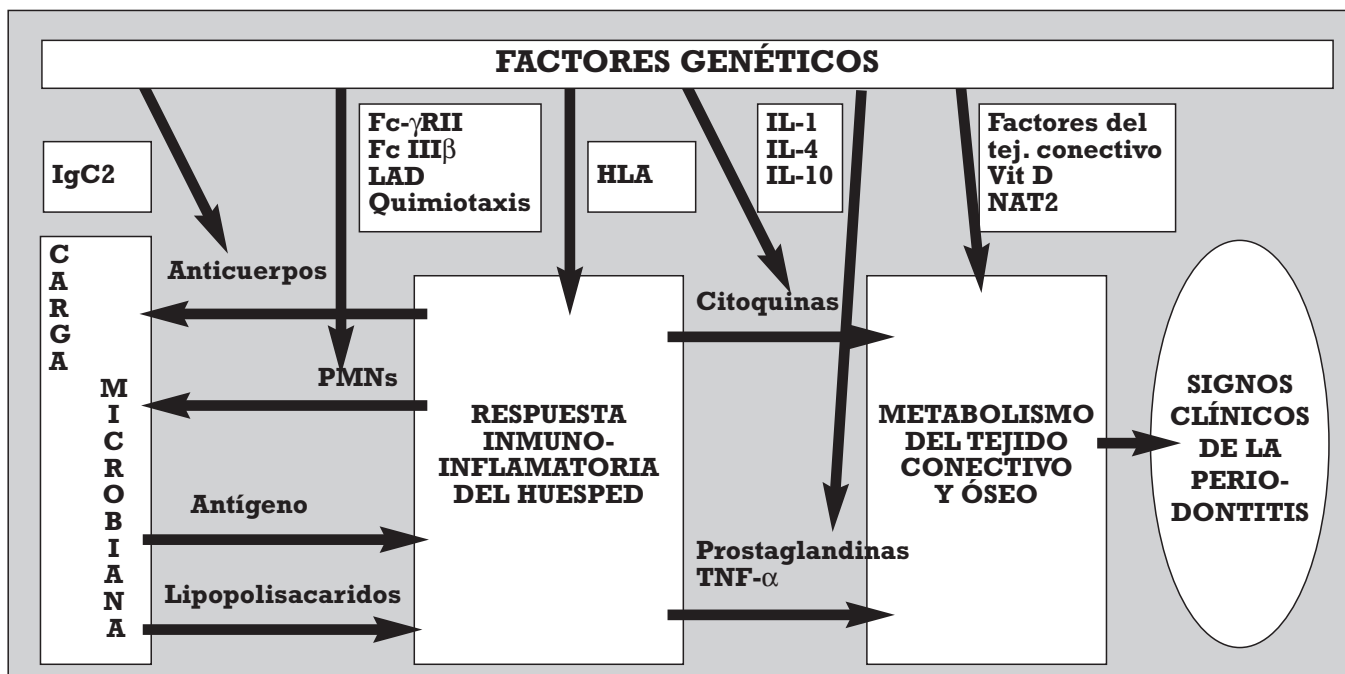 FACTORES GENÉTICOS
IgC2
Fc-γRII
Fc IIIβ
LAD
Quimiotaxis
HLA
IL-1
IL-4
IL-10
Factores del
tej. conectivo
Vit D
NAT2
CARGA
MICROBIANA
Anticuerpos
PMNs
Antígeno
Lipopolisacaridos
RESPUESTA
INMUNO-
INFLAMATORIA
DEL HUESPED
Citoquinas
Prostaglandinas
TNF-α
METABOLISMO
DEL TEJIDO
CONECTIVO
Y ÓSEO
SIGNOS
CLÍNICOS
DE LA
PERIO-
DONTITIS